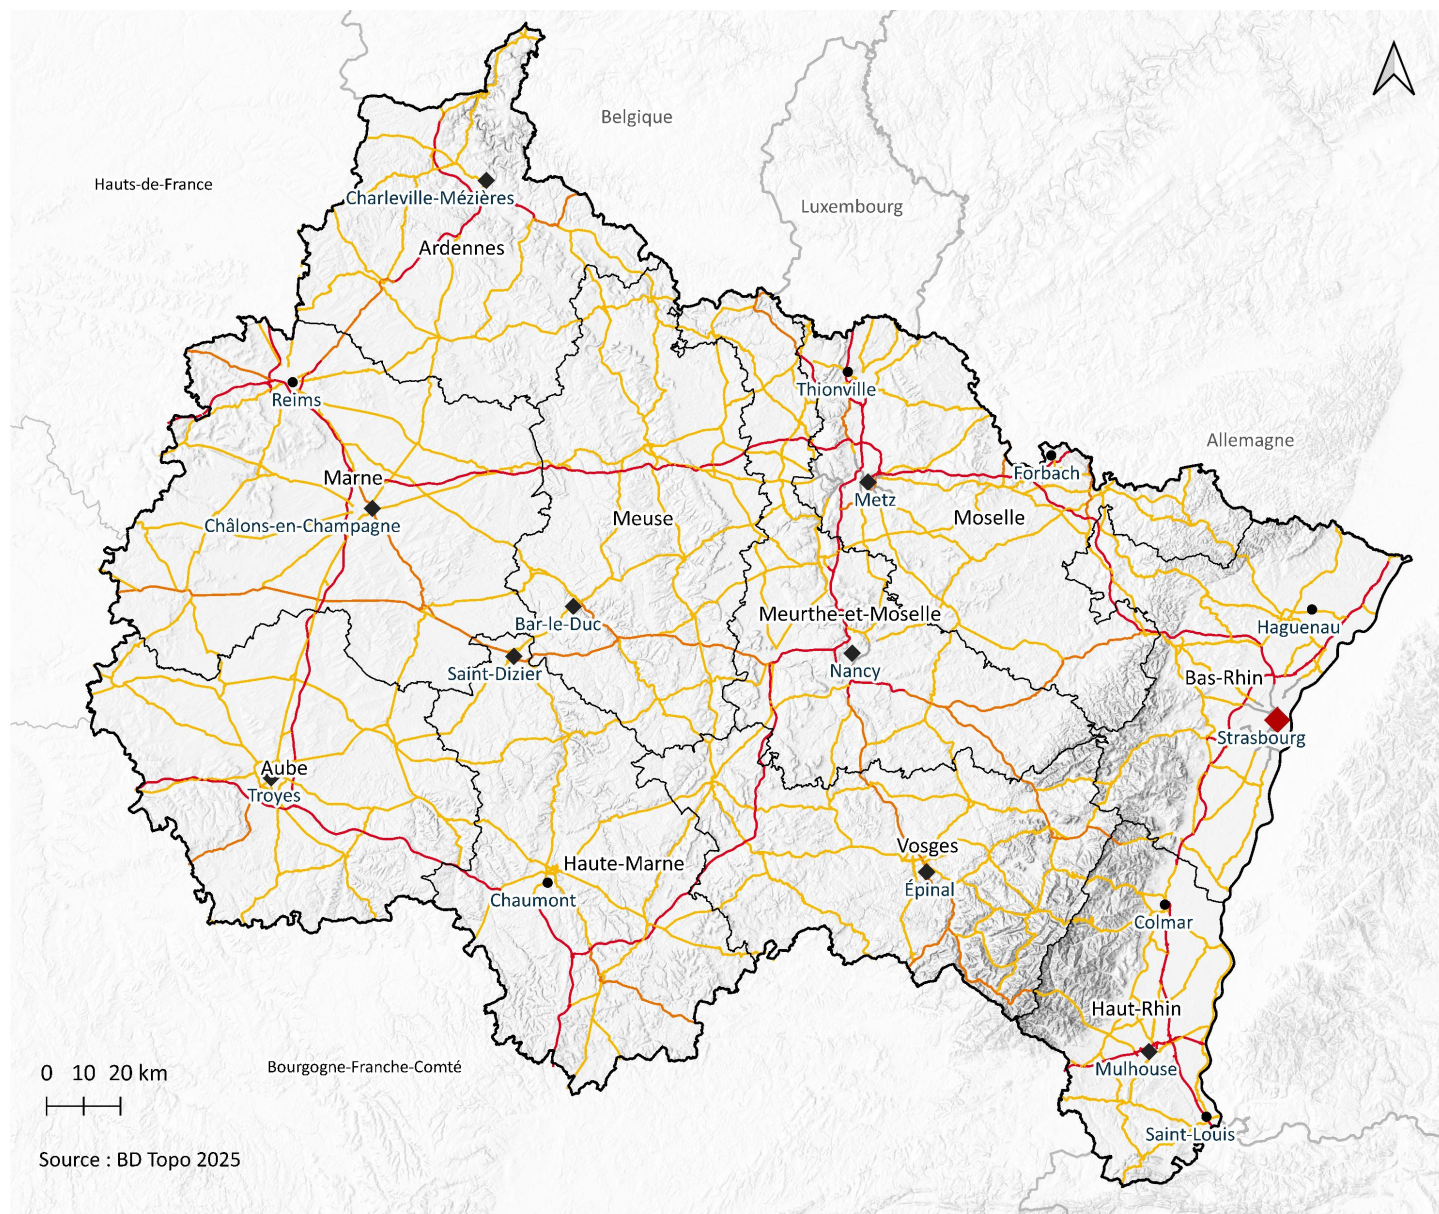 Belgique
Hauts-de-France
Charleville-Mézières
Luxembourg
Ardennes
Thionville
Reims
Allemagne
Forbach
Marne
Metz
Châlons-en-Champagne
Meuse
Moselle
Meurthe-et-Moselle
Bar-le-Duc
Haguenau
Saint-Dizier
Nancy
Bas-Rhin
Strasbourg
Aube
Troyes
Vosges
Haute-Marne
Épinal
Chaumont
Colmar
Haut-Rhin
Bourgogne-Franche-Comté
Mulhouse
0 10 20 km
Saint-Louis
Source : BD Topo 2025